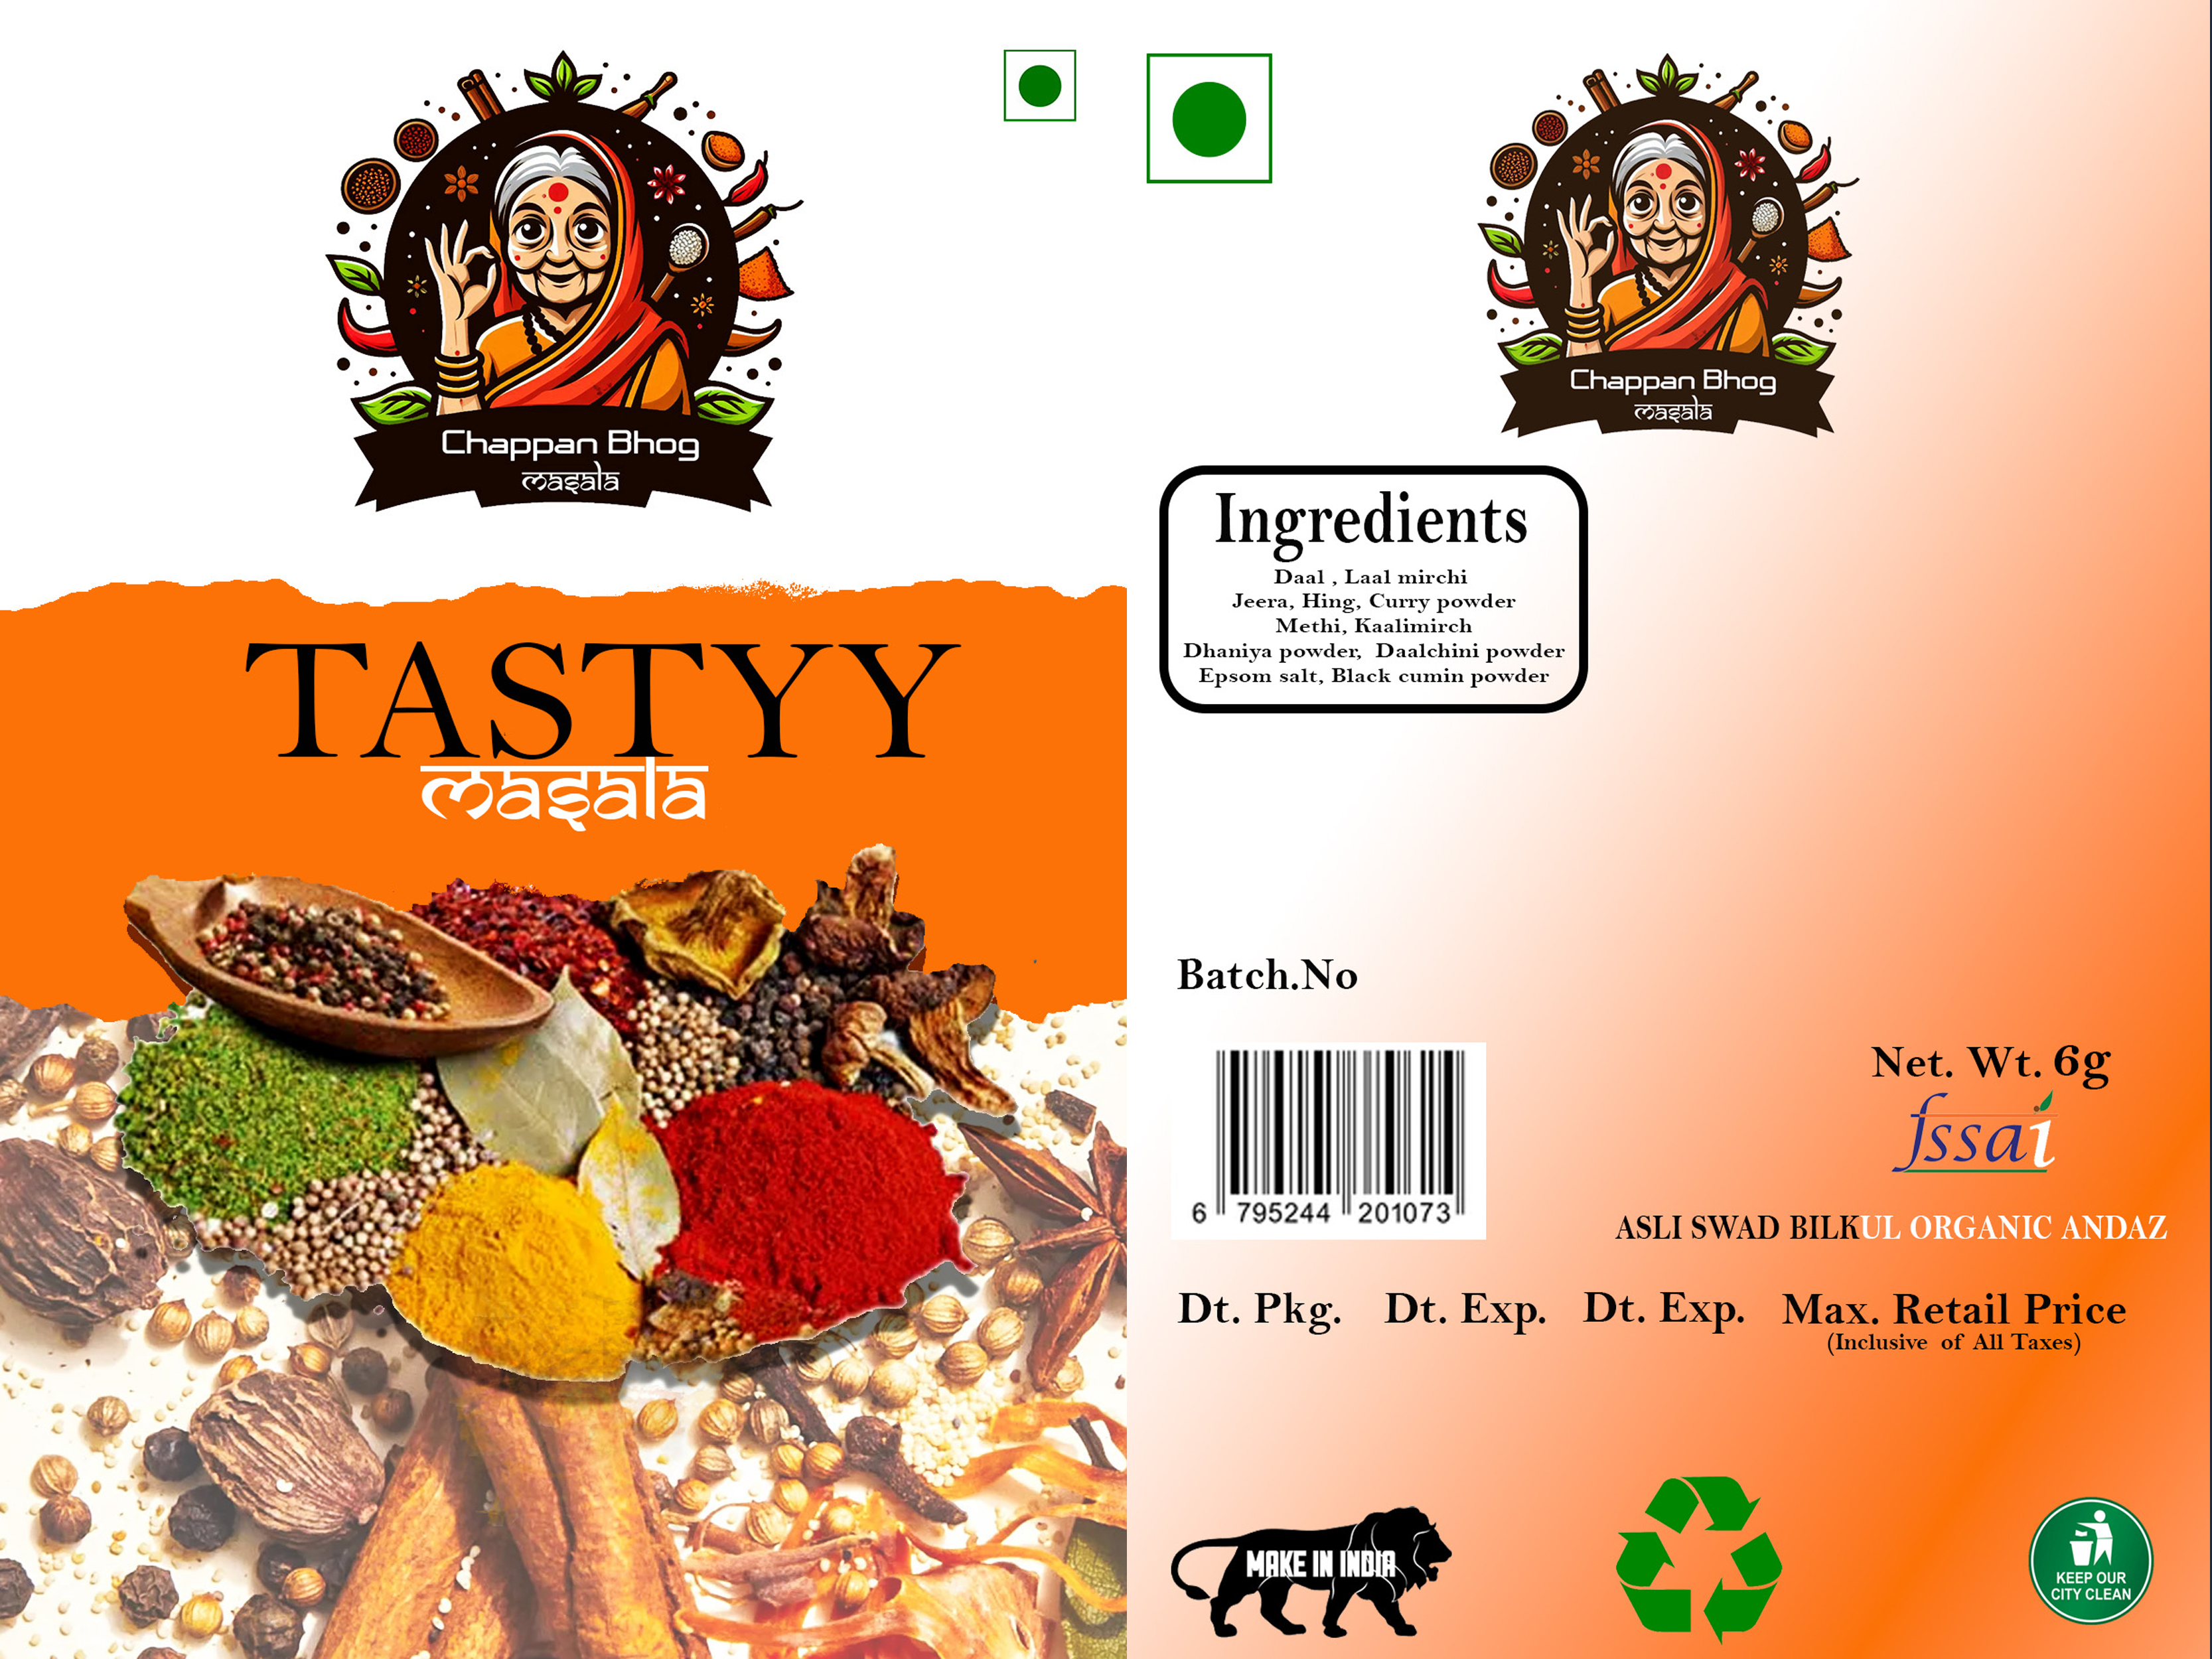 Chappan Bhog
masala
TASTYY
masala
Chappan Bhog
masala
Ingredients
Daal , Laal mirchi
Jeera, Hing, Curry powder
Methi, Kaalimirch
Dhaniya powder, Daalchini powder
Epsom salt, Black cumin powder
Batch.No
6 795244 201073
Net. Wt. 6g
fssai
ASLI SWAD BILKUL ORGANIC ANDAZ
Dt. Pkg. Dt. Exp. Dt. Exp. Max. Retail Price
(Inclusive of All Taxes)
MAKE IN INDIA
KEEP OUR
CITY CLEAN